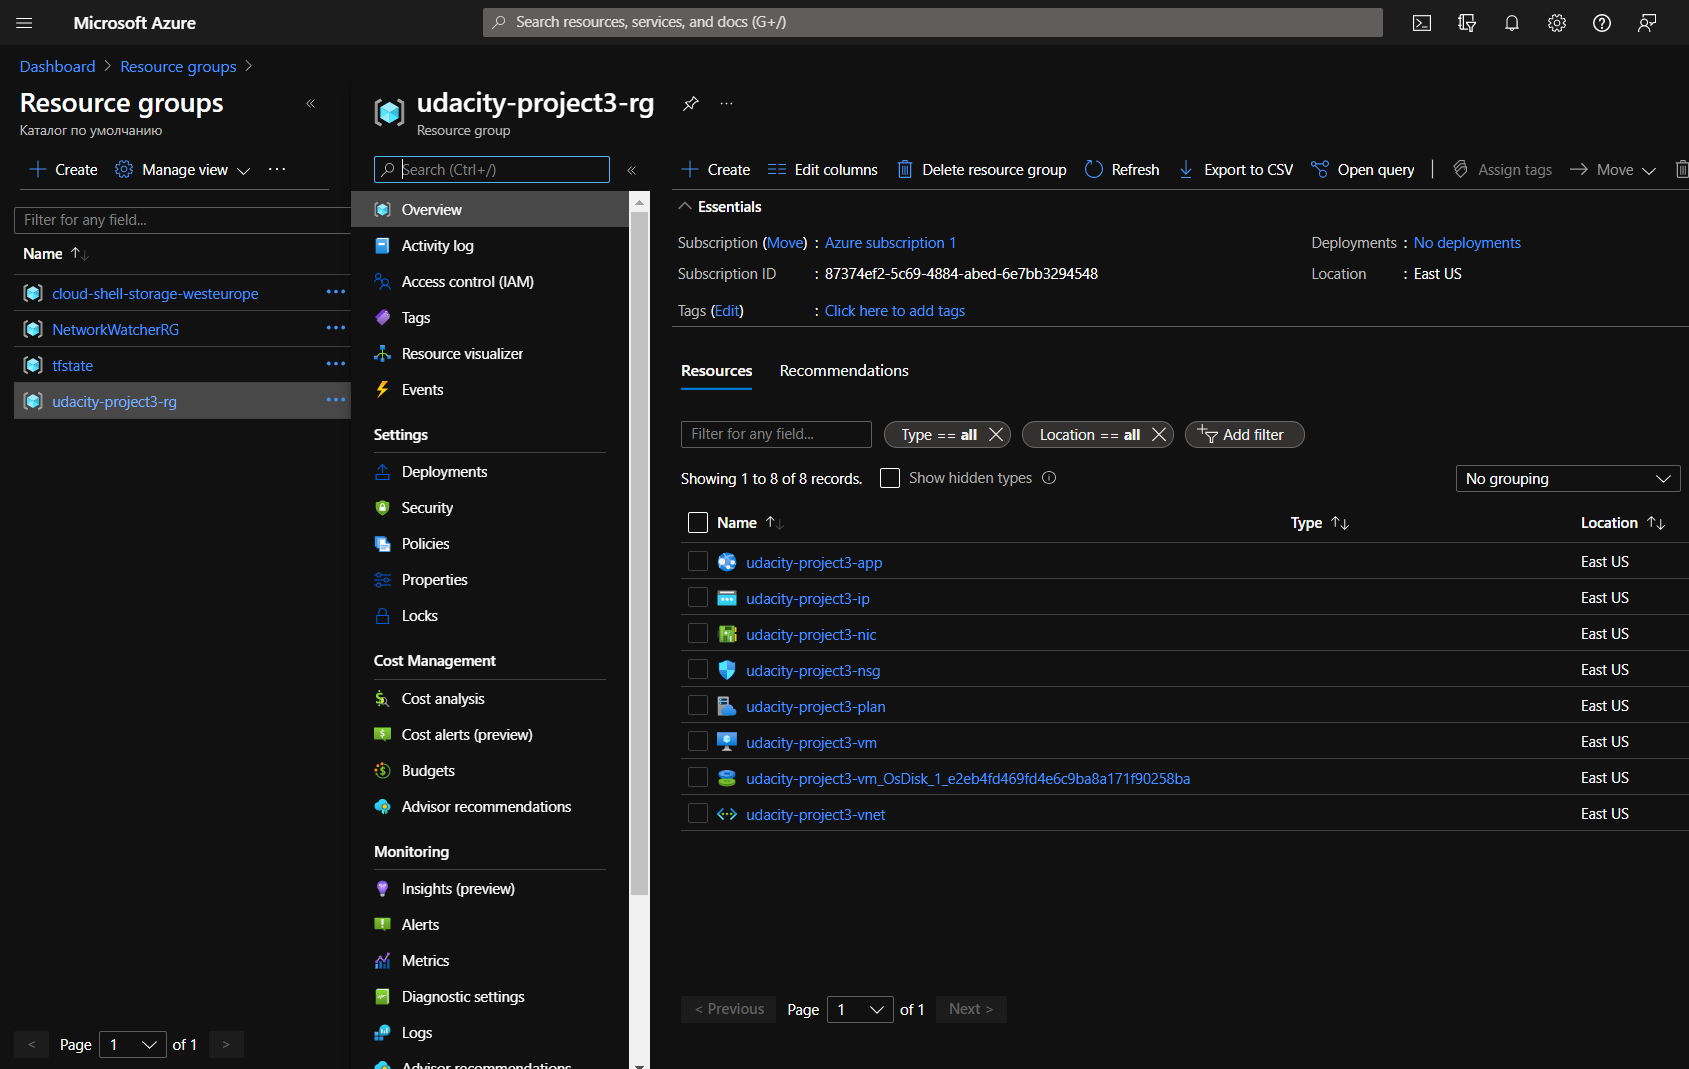 Microsoft Azure
Search resources, services, and docs (G+/)
Dashboard > Resource groups >
Resource groups
Каталог по умолчанию
Create
Manage view
Filter for any field...
Name
cloud-shell-storage-westeurope
NetworkWatcherRG
tfstate
udacity-project3-rg
< Page 1 of 1 >
udacity-project3-rg
Resource group
Search (Ctrl+/)
Overview
Activity log
Access control (IAM)
Tags
Resource visualizer
Events
Settings
Deployments
Security
Policies
Properties
Locks
Cost Management
Cost analysis
Cost alerts (preview)
Budgets
Advisor recommendations
Monitoring
Insights (preview)
Alerts
Metrics
Diagnostic settings
Logs
Advisor recommendations
Create Edit columns Delete resource group Refresh Export to CSV Open query Assign tags Move
Essentials
Subscription (Move) : Azure subscription 1
Deployments : No deployments
Subscription ID : 87374ef2-5c69-4884-abed-6e7bb3294548
Location : East US
Tags (Edit) : Click here to add tags
Resources Recommendations
Filter for any field... Type == all Location == all Add filter
Showing 1 to 8 of 8 records. Show hidden types No grouping
Name Type Location
udacity-project3-app East US
udacity-project3-ip East US
udacity-project3-nic East US
udacity-project3-nsg East US
udacity-project3-plan East US
udacity-project3-vm East US
udacity-project3-vm_OsDisk_1_e2eb4fd469fd4e6c9ba8a171f90258ba East US
udacity-project3-vnet East US
< Previous Page 1 of 1 Next >